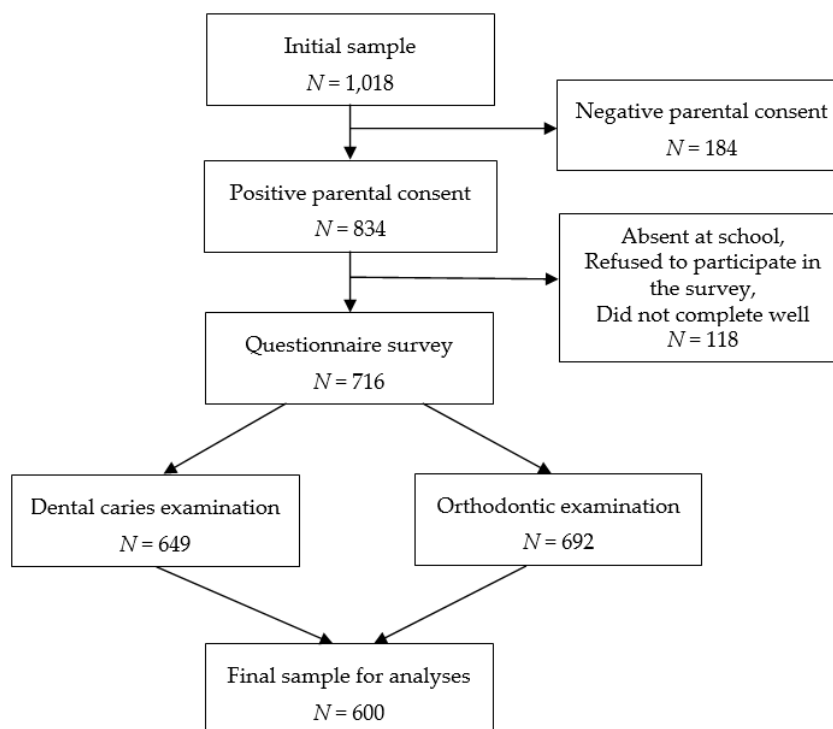 Initial sample
N = 1,018
Negative parental consent
N = 184
Positive parental consent
N = 834
Absent at school,
Refused to participate in
the survey,
Did not complete well
N = 118
Questionnaire survey
N = 716
Dental caries examination
N = 649
Orthodontic examination
N = 692
Final sample for analyses
N = 600